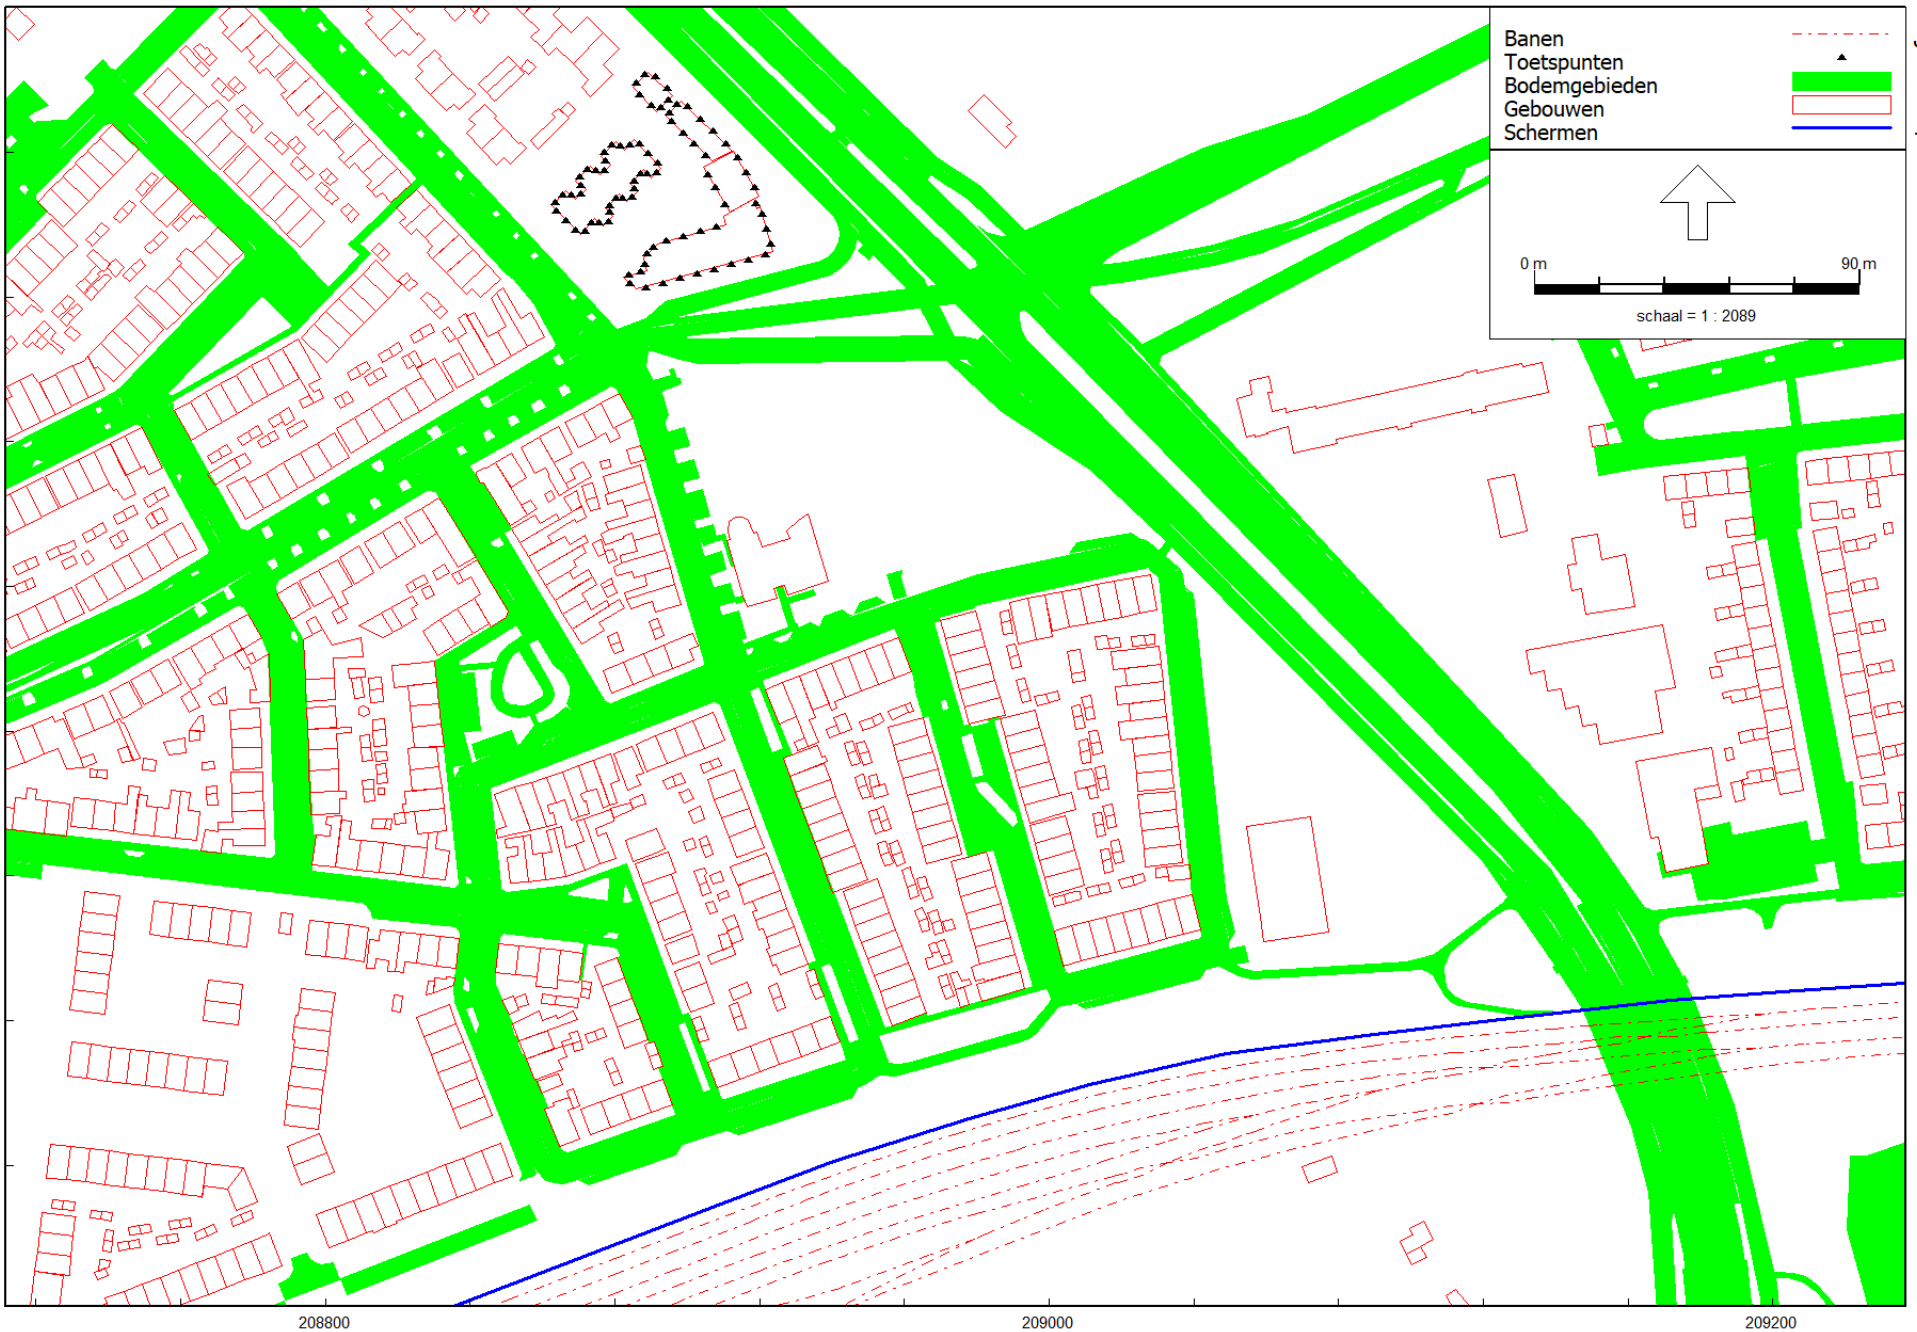 Banen
Toetspunten
Bodemgebieden
Gebouwen
Schermen
0 m 90 m
schaal = 1 : 2089
208800 209000 209200